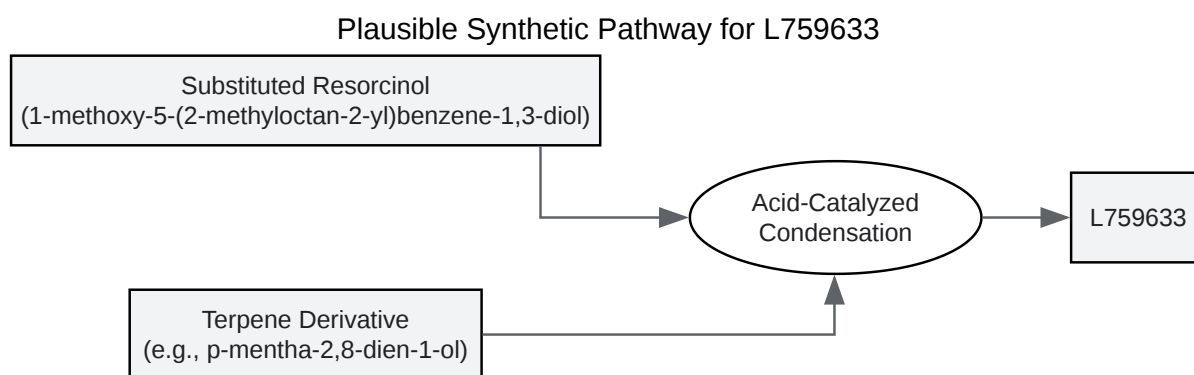 Plausible Synthetic Pathway for L759633
Substituted Resorcinol
(1-methoxy-5-(2-methyloctan-2-yl)benzene-1,3-diol)
Acid-Catalyzed
Condensation
L759633
Terpene Derivative
(e.g., p-mentha-2,8-dien-1-ol)